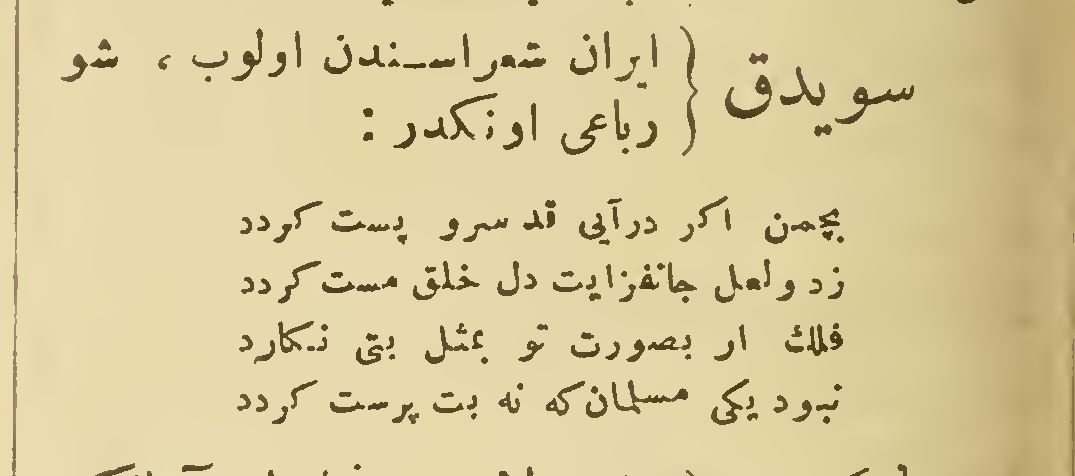 سویدق { ایران شعراسندن اولوب ، شو
رباعی اونکدر :
بچمن اکر درآیی قد سرو پست کردد
زد و لعل جانفزایت دل خلق مست کردد
فلك ار بصورت تو بمثل بتی نکارد
نبود یکی مسلمان که نه بت پرست کردد